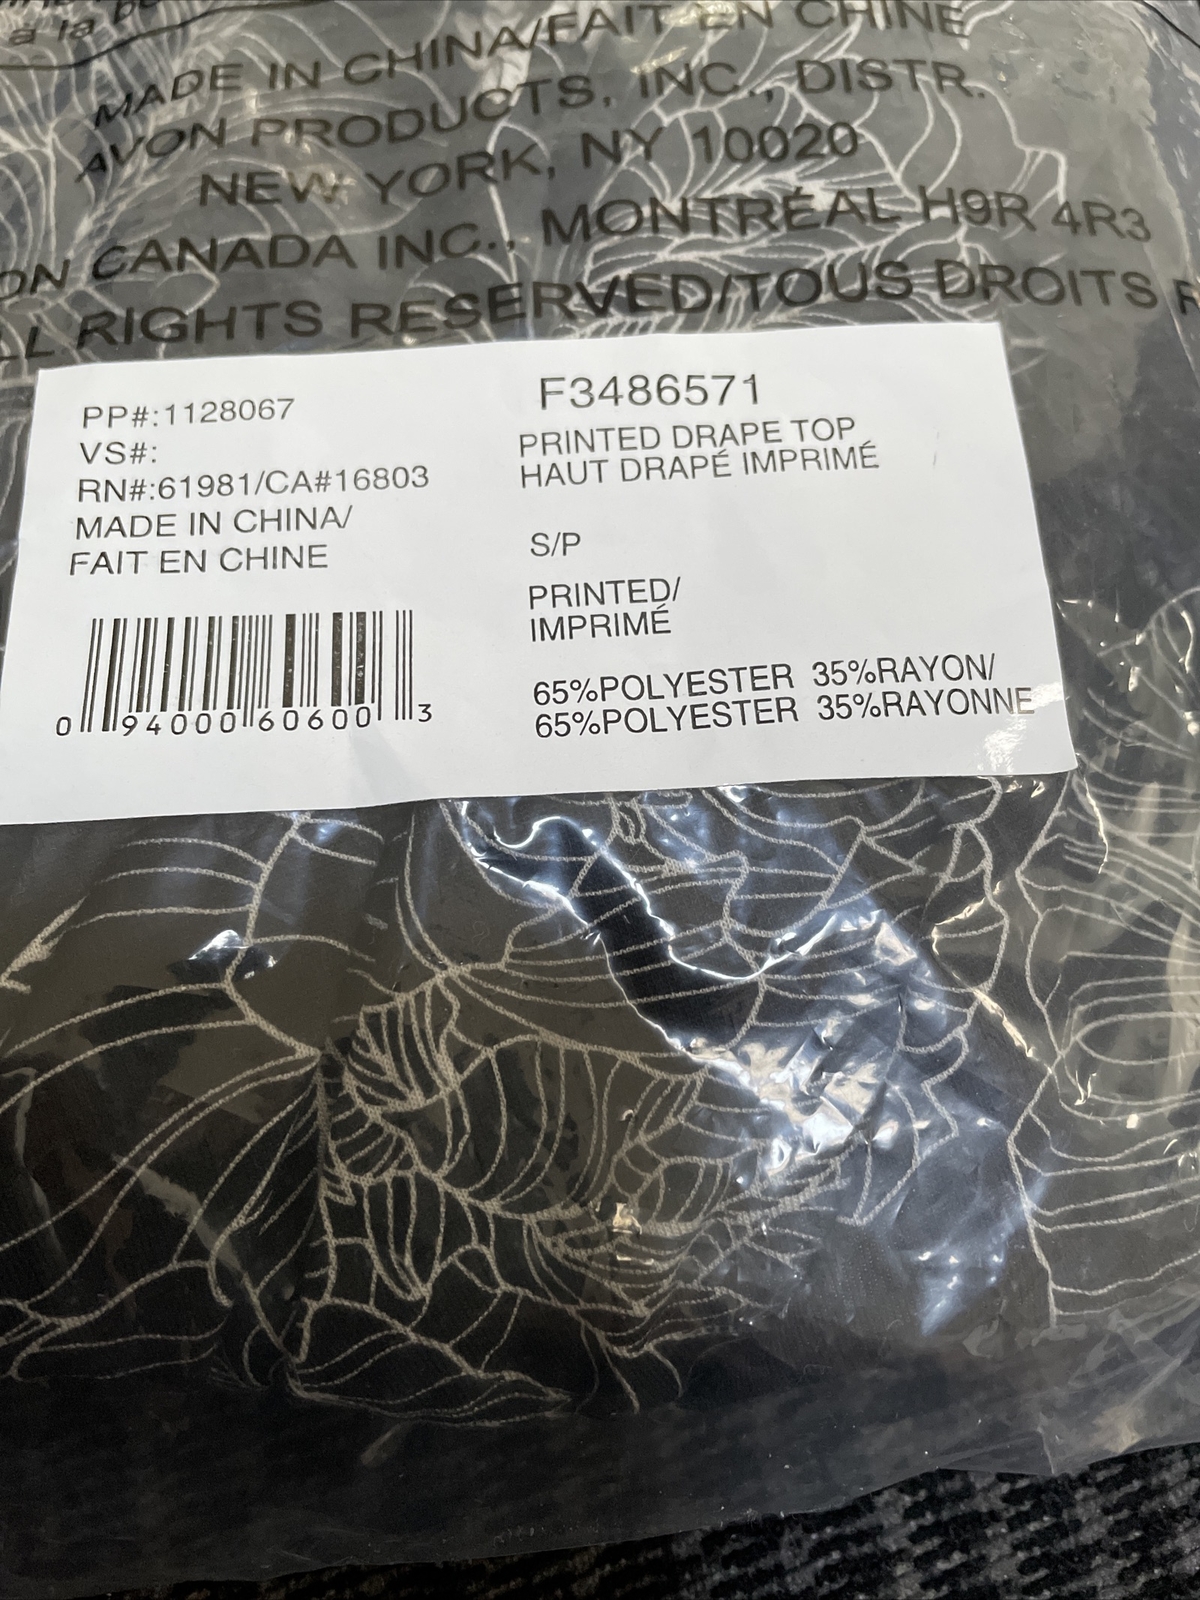 à la
MADE IN CHINA/FAIT EN CHINE
AVON PRODUCTS, INC., DISTR.
NEW YORK, NY 10020
ON CANADA INC., MONTRÉAL H9R 4R3
LL RIGHTS RESERVED/TOUS DROITS R
PP#:1128067
VS#:
RN#:61981/CA#16803
MADE IN CHINA/
FAIT EN CHINE
0 94000 60600 3
F3486571
PRINTED DRAPE TOP
HAUT DRAPÉ IMPRIMÉ
S/P
PRINTED/
IMPRIMÉ
65%POLYESTER 35%RAYON/
65%POLYESTER 35%RAYONNE